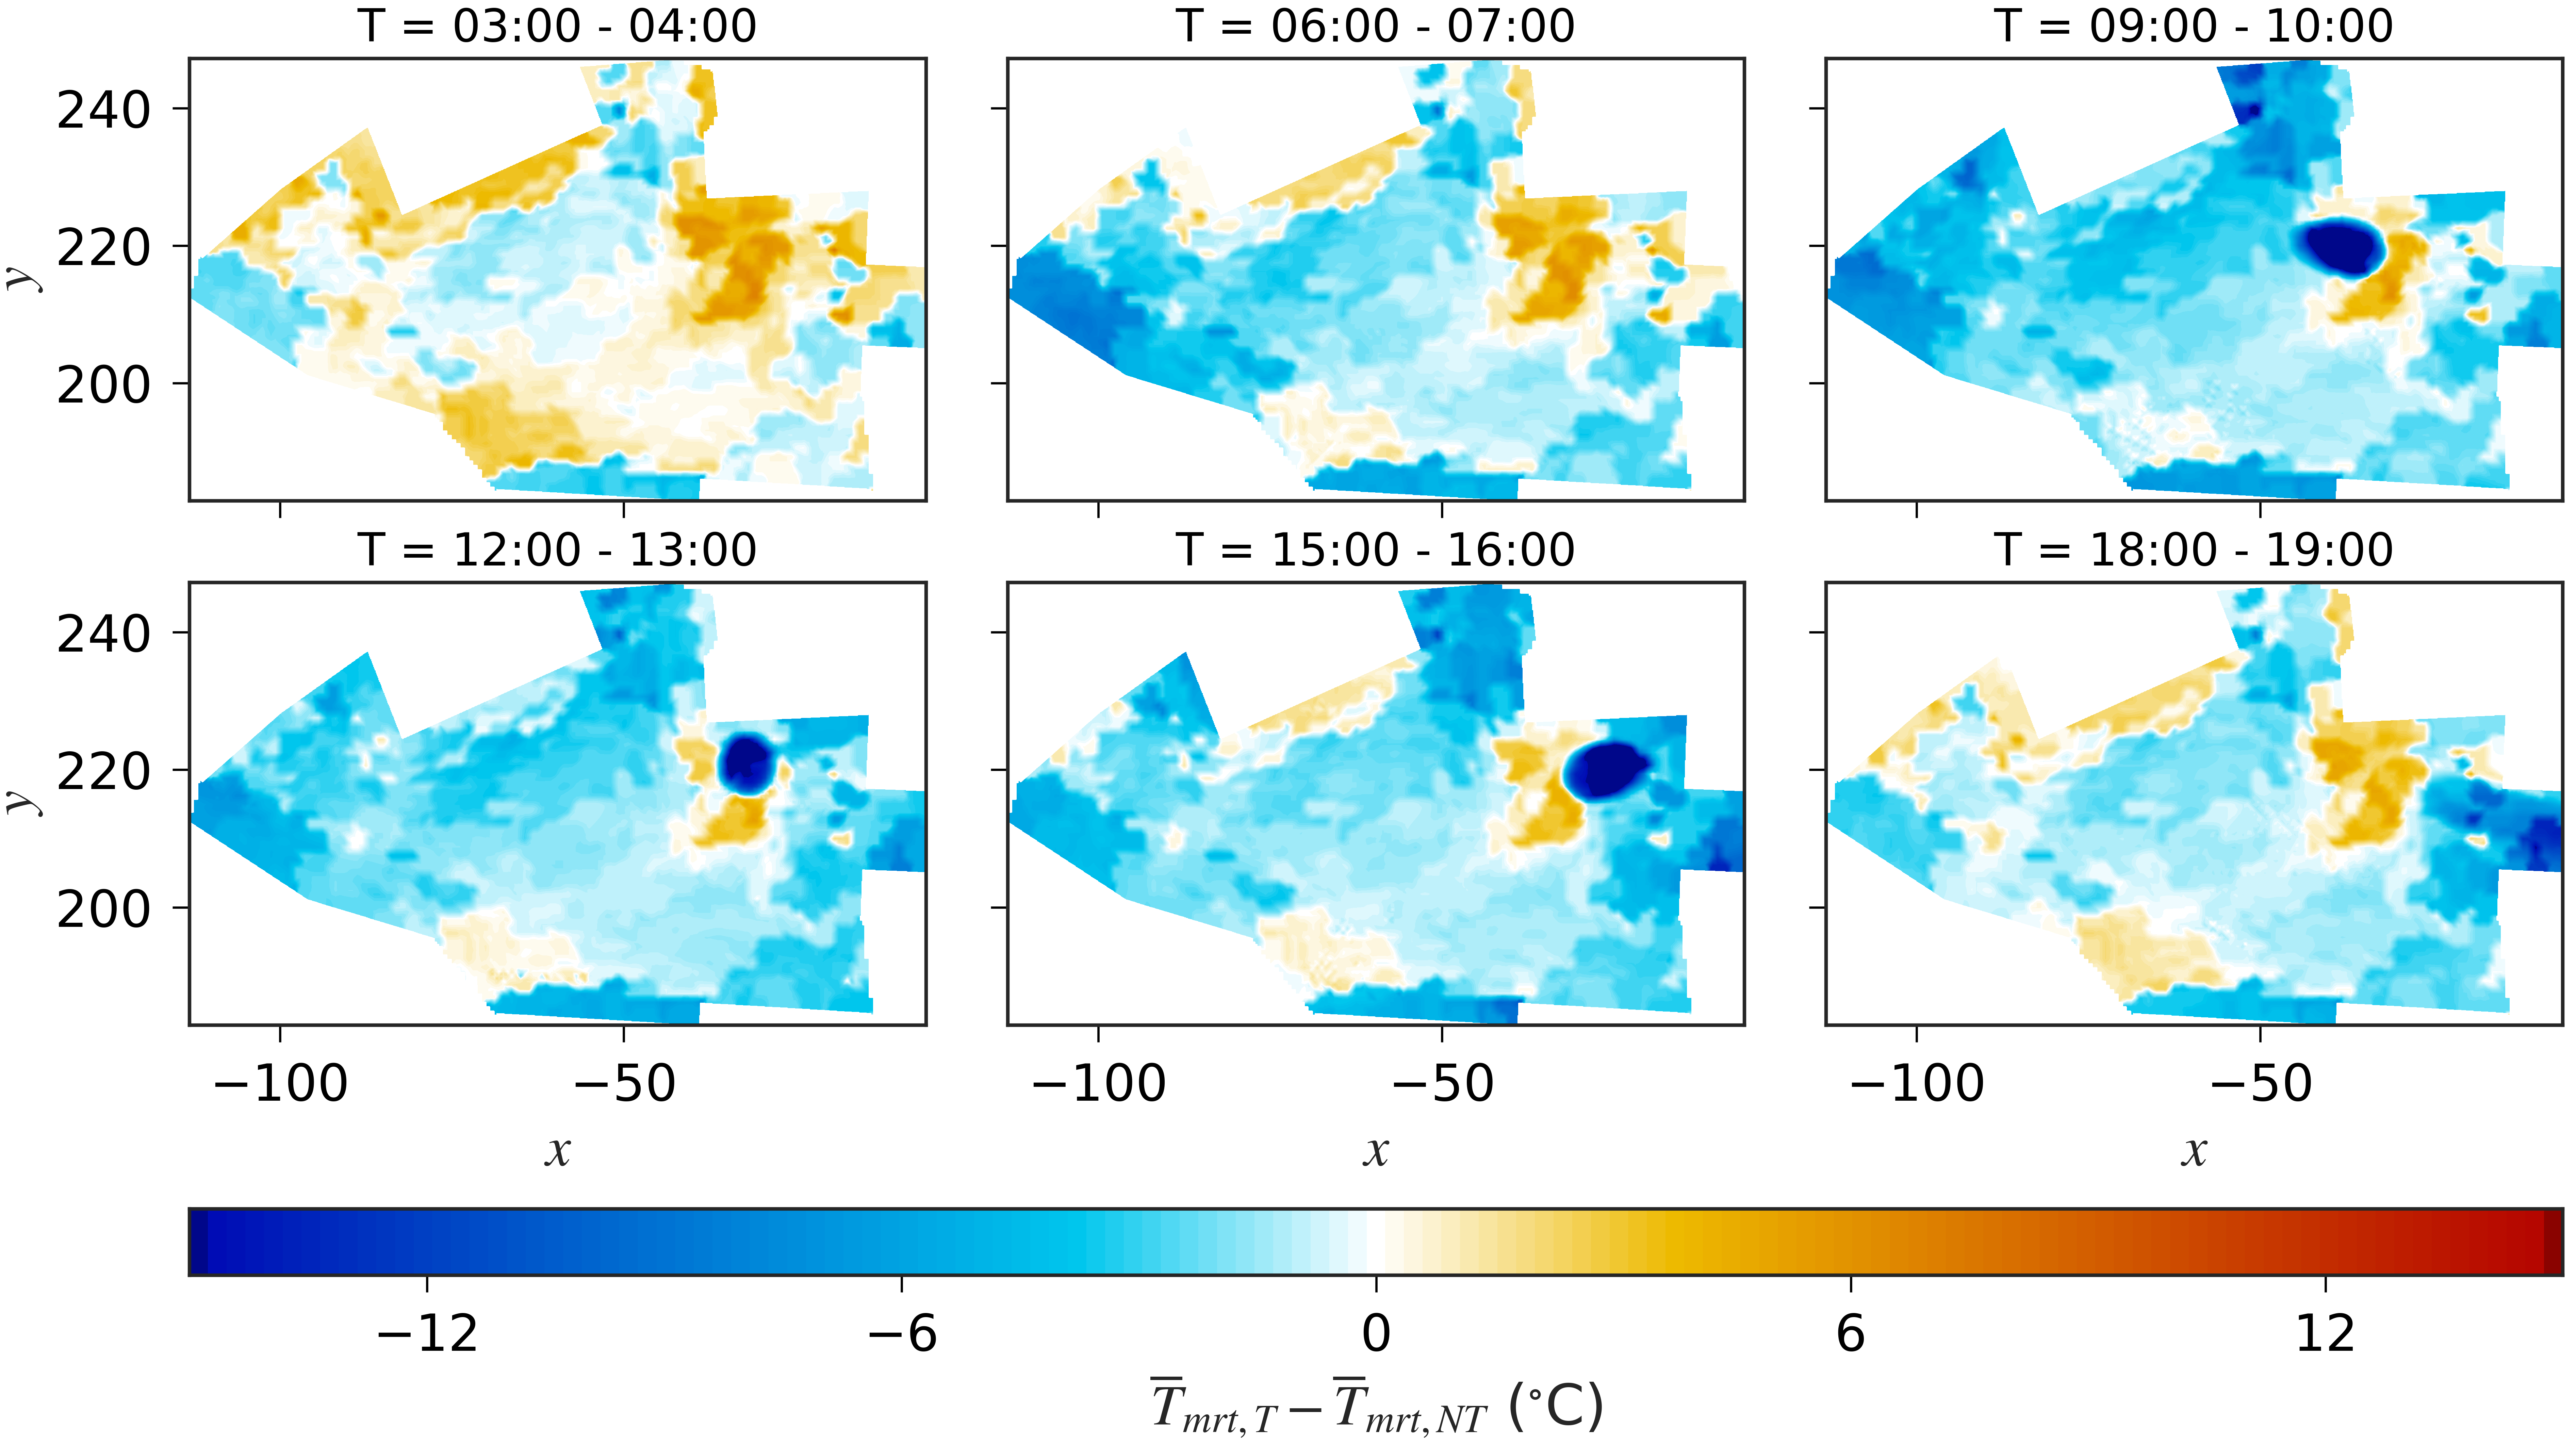 T = 03:00 - 04:00
T = 06:00 - 07:00
T = 09:00 - 10:00
240
220
200
y
T = 12:00 - 13:00
T = 15:00 - 16:00
T = 18:00 - 19:00
240
220
200
y
−100 −50
−100 −50
−100 −50
x
x
x
−12 −6 0 6 12
T̅mrt, T − T̅mrt, NT (°C)